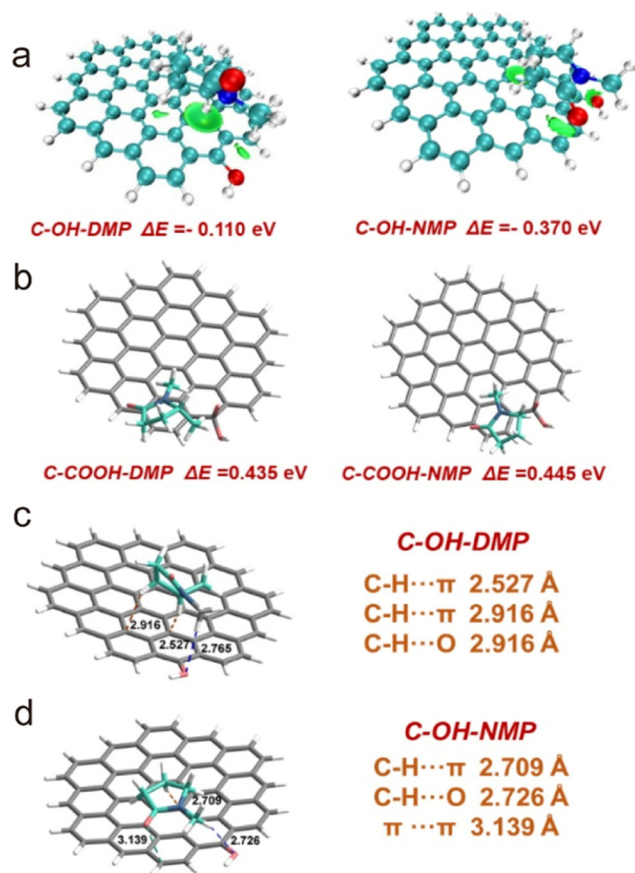 a
C-OH-DMP ΔE =- 0.110 eV
C-OH-NMP ΔE =- 0.370 eV
b
C-COOH-DMP ΔE =0.435 eV
C-COOH-NMP ΔE =0.445 eV
c
2.916
2.527
2.765
C-OH-DMP
C-H···π 2.527 Å
C-H···π 2.916 Å
C-H···O 2.916 Å
d
2.709
3.139
2.726
C-OH-NMP
C-H···π 2.709 Å
C-H···O 2.726 Å
π ···π 3.139 Å